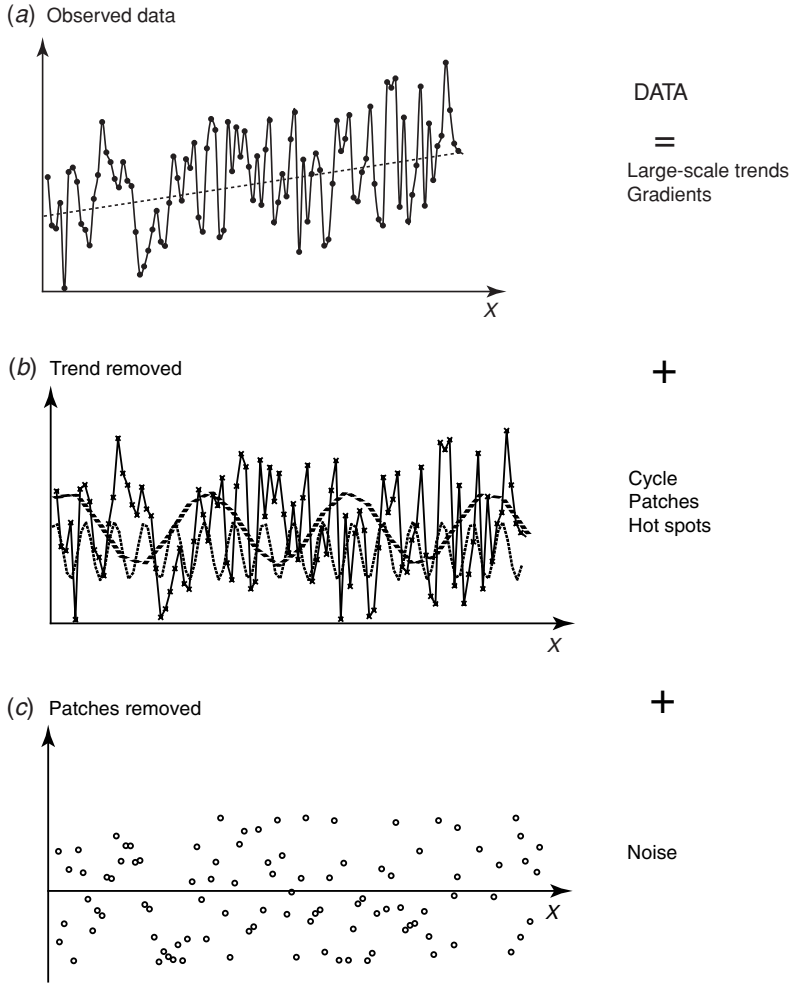 (a) Observed data
DATA
=
Large-scale trends
Gradients
X
(b) Trend removed
+
Cycle
Patches
Hot spots
X
(c) Patches removed
+
Noise
X